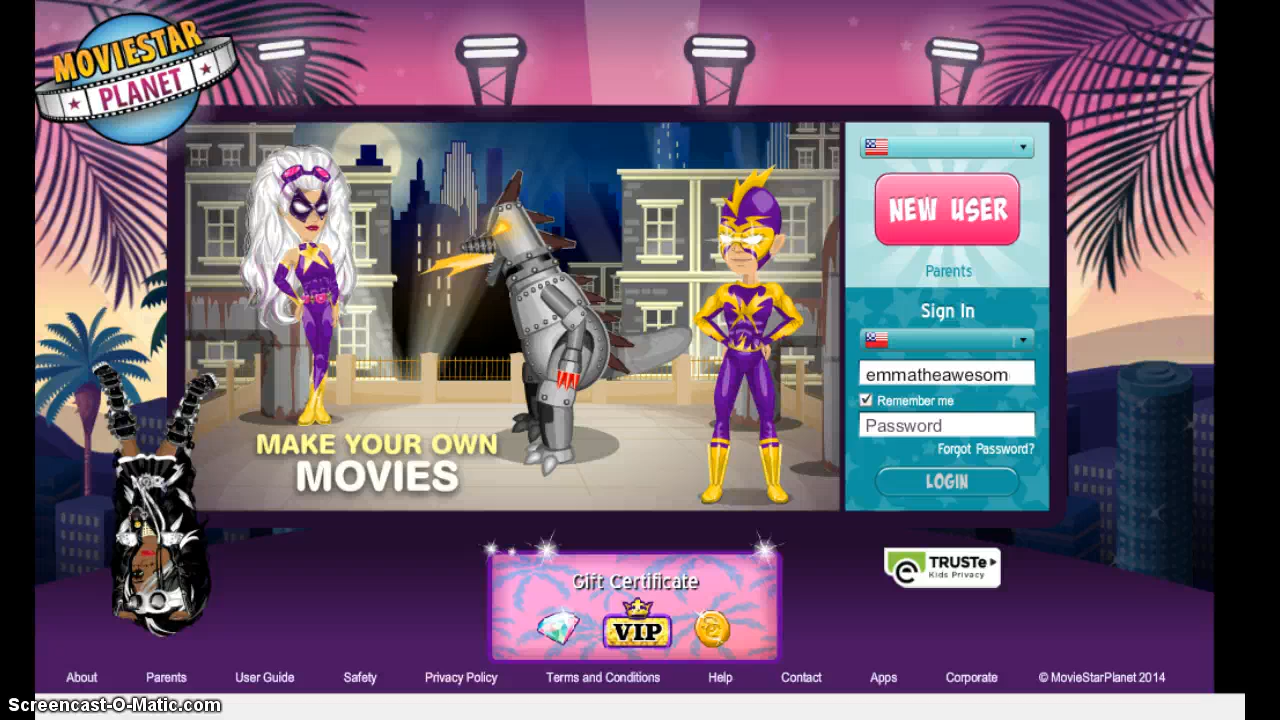 MOVIESTAR
PLANET
NEW USER
Parents
Sign In
emmatheawesom
Remember me
Password
Forgot Password?
LOGIN
MAKE YOUR OWN
MOVIES
TRUSTe
Kids Privacy
Gift Certificate
VIP
About Parents User Guide Safety Privacy Policy Terms and Conditions Help Contact Apps Corporate © MovieStarPlanet 2014
Screencast-O-Matic.com